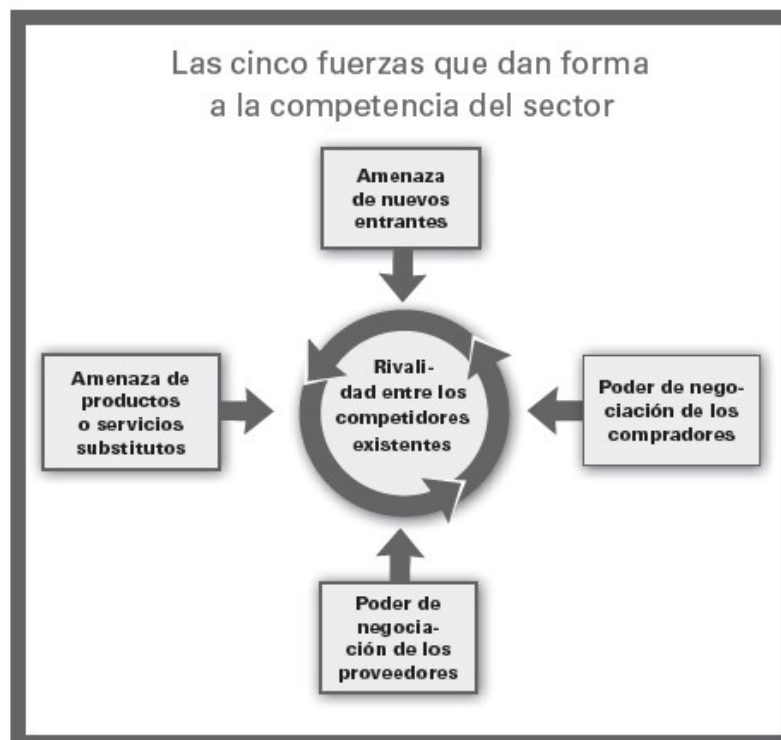 Las cinco fuerzas que dan forma
a la competencia del sector
Amenaza
de nuevos
entrantes
Amenaza de
productos
o servicios
substitutos
Rivali-
dad entre los
competidores
existentes
Poder de nego-
ciación de los
compradores
Poder de
negocia-
ción de los
proveedores